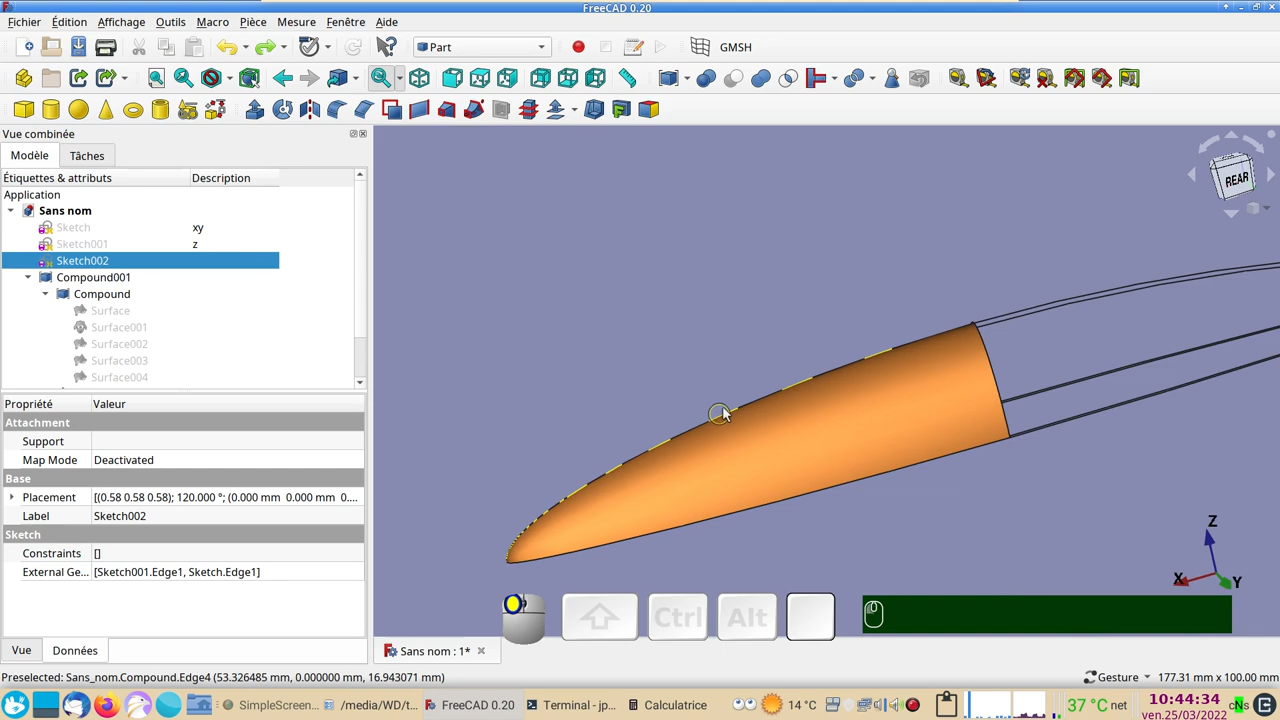 FreeCAD 0.20
Fichier Édition Affichage Outils Macro Pièce Mesure Fenêtre Aide
Part
GMSH
Vue combinée
Modèle Tâches
Étiquettes & attributs Description
Application
Sans nom
Sketch xy
Sketch001 z
Sketch002
Compound001
Compound
Surface
Surface001
Surface002
Surface003
Surface004
Propriété Valeur
Attachment
Support
Map Mode Deactivated
Base
Placement [(0.58 0.58 0.58); 120.000 °; (0.000 mm 0.000 mm 0....
Label Sketch002
Sketch
Constraints []
External Ge... [Sketch001.Edge1, Sketch.Edge1]
Vue Données
REAR
Z
X
Y
Ctrl Alt
Sans nom : 1*
Preselected: Sans_nom.Compound.Edge4 (53.326485 mm, 0.000000 mm, 16.543071 mm)
Gesture 177.31 mm x 100.00 mm
SimpleScreen... /media/WD/t... FreeCAD 0.20 Terminal - jp... Calculatrice
14 °C
37 °C net
10:44:34
ven.25/03/2022
cNs